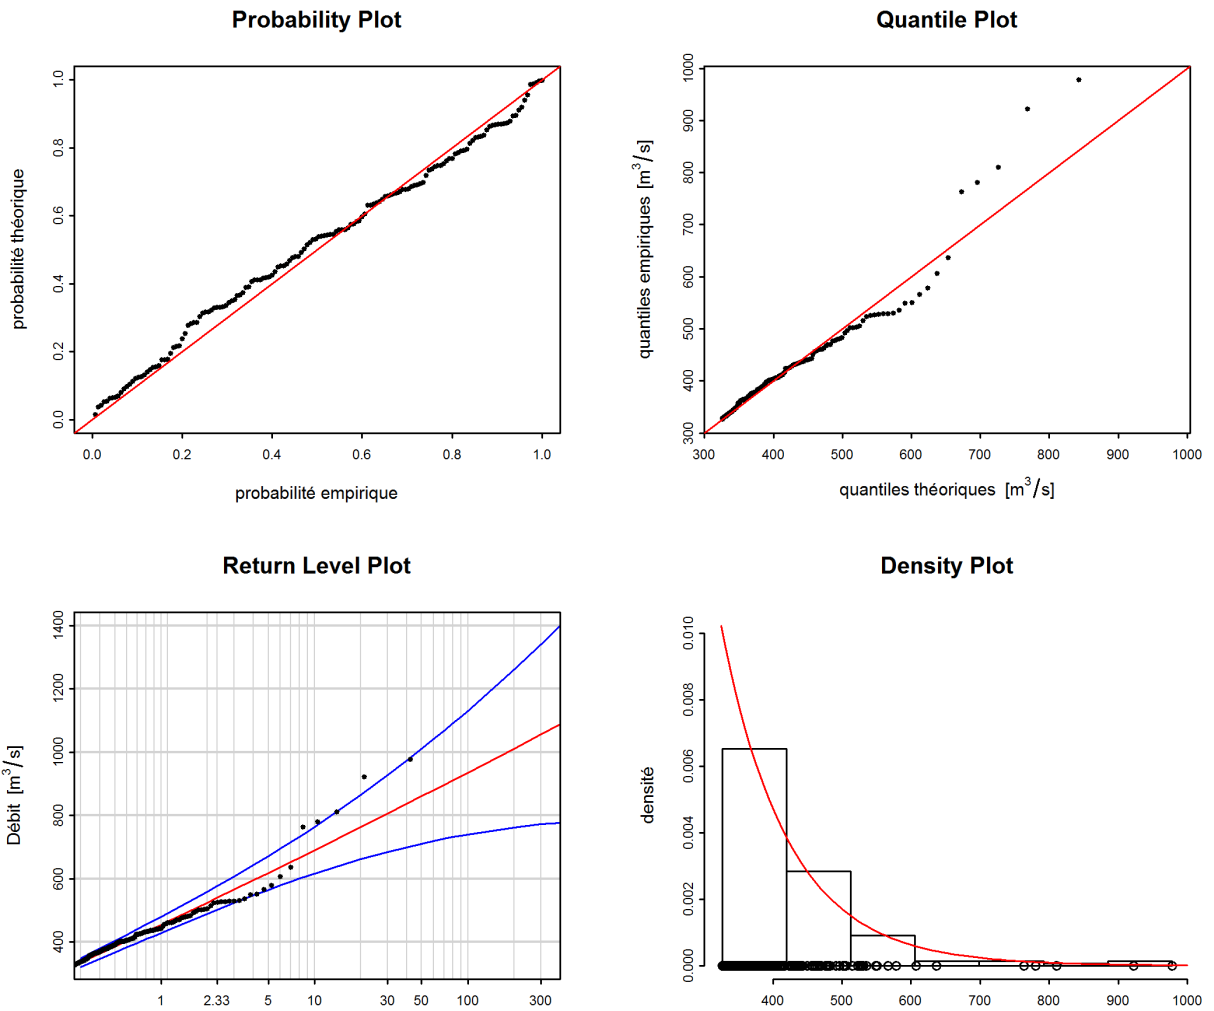 Probability Plot
probabilité théorique
0.0 0.2 0.4 0.6 0.8 1.0
0.0 0.2 0.4 0.6 0.8 1.0
probabilité empirique
Quantile Plot
quantiles empiriques [m³/s]
300 400 500 600 700 800 900 1000
300 400 500 600 700 800 900 1000
quantiles théoriques [m³/s]
Return Level Plot
Débit [m³/s]
400 600 800 1000 1200 1400
1 2.33 5 10 30 50 100 300
Density Plot
densité
0.000 0.002 0.004 0.006 0.008 0.010
400 500 600 700 800 900 1000